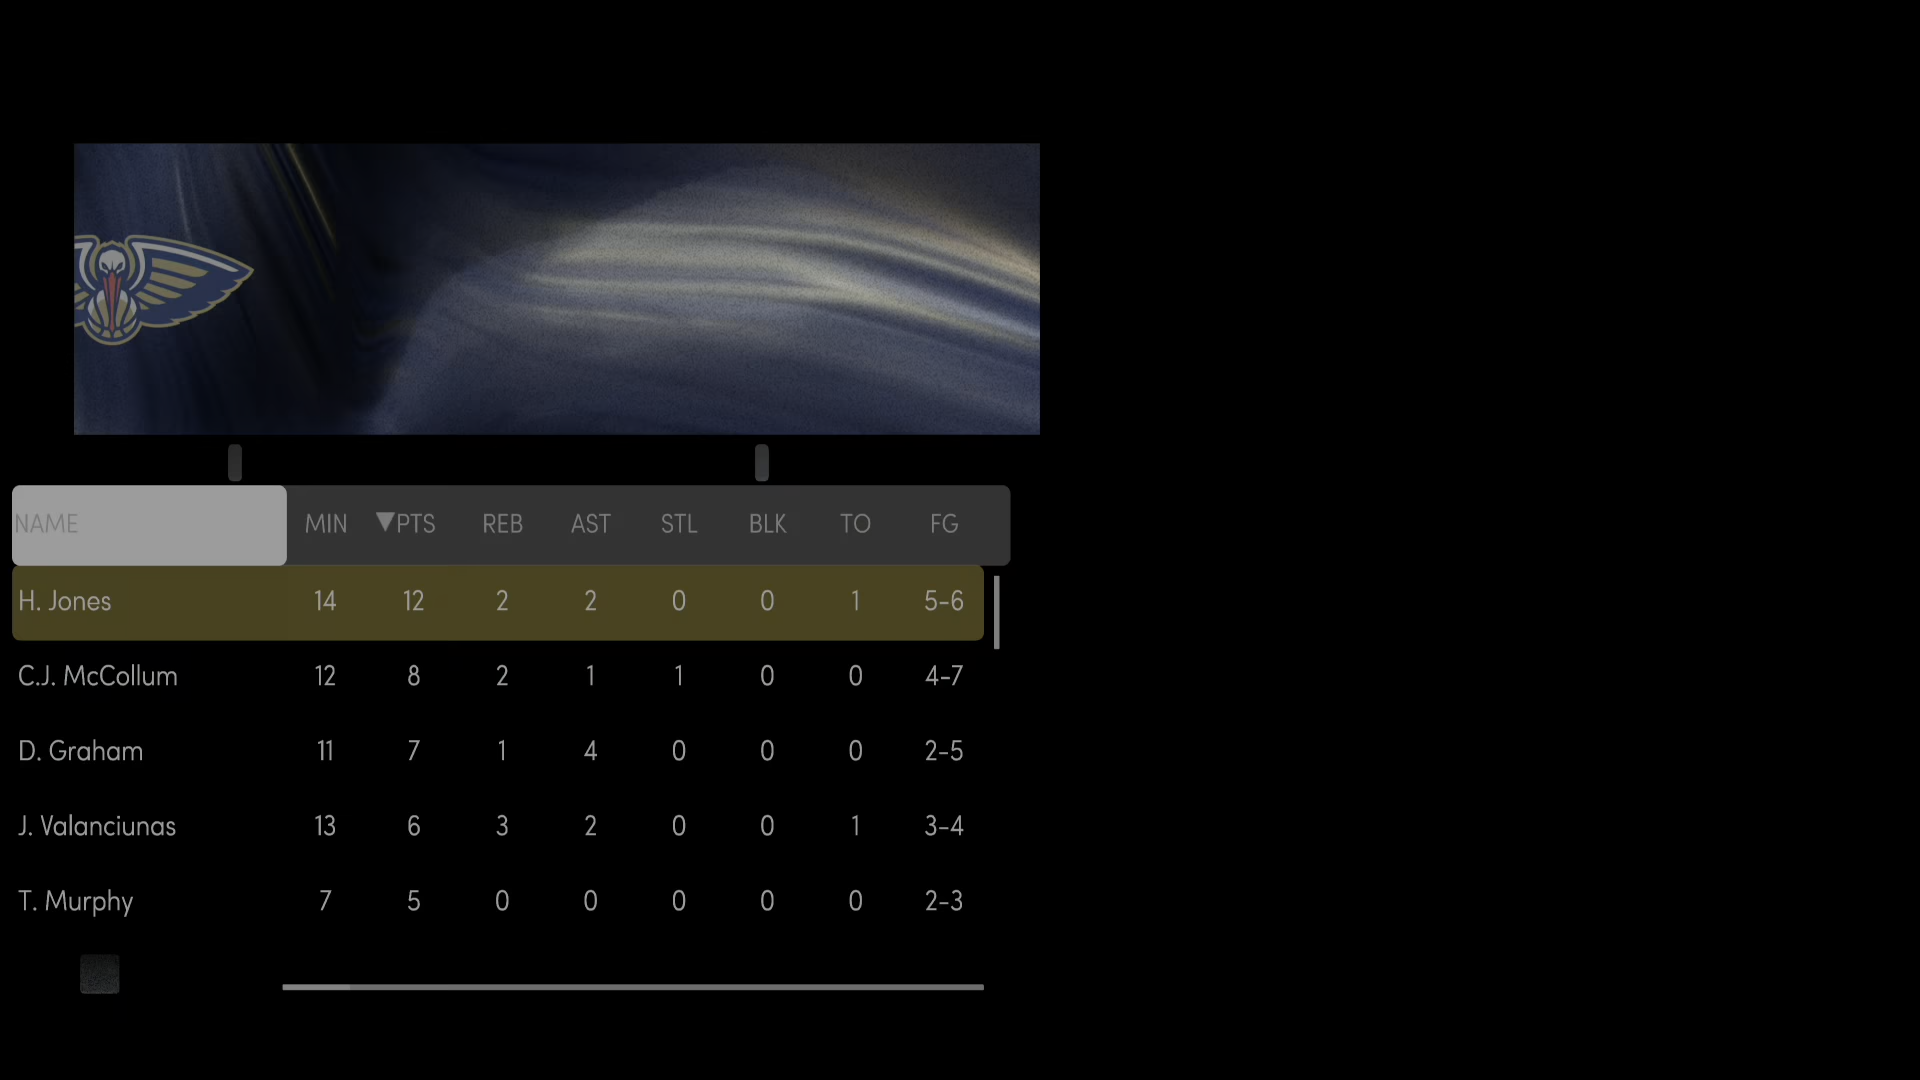 NAME MIN ▼PTS REB AST STL BLK TO FG
H. Jones 14 12 2 2 0 0 1 5-6
C.J. McCollum 12 8 2 1 1 0 0 4-7
D. Graham 11 7 1 4 0 0 0 2-5
J. Valanciunas 13 6 3 2 0 0 1 3-4
T. Murphy 7 5 0 0 0 0 0 2-3